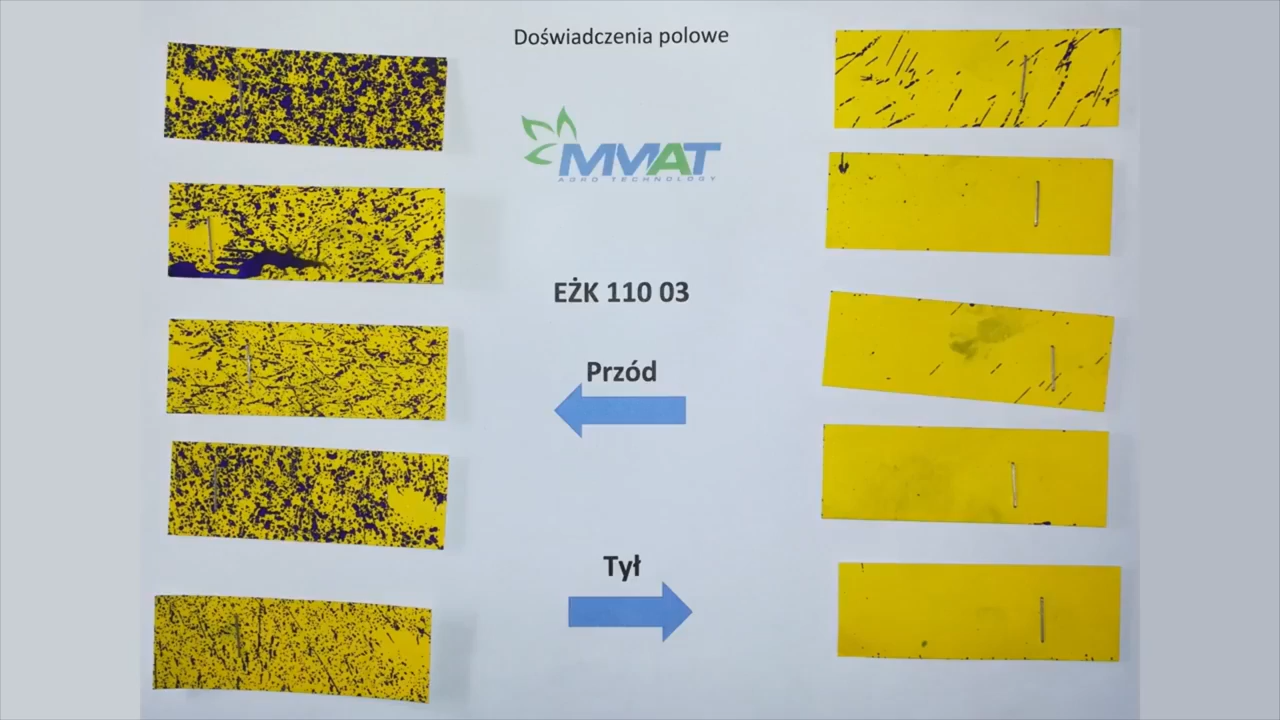 Doświadczenia polowe
MMAT
AGRO TECHNOLOGY
EŻK 110 03
Przód
Tył